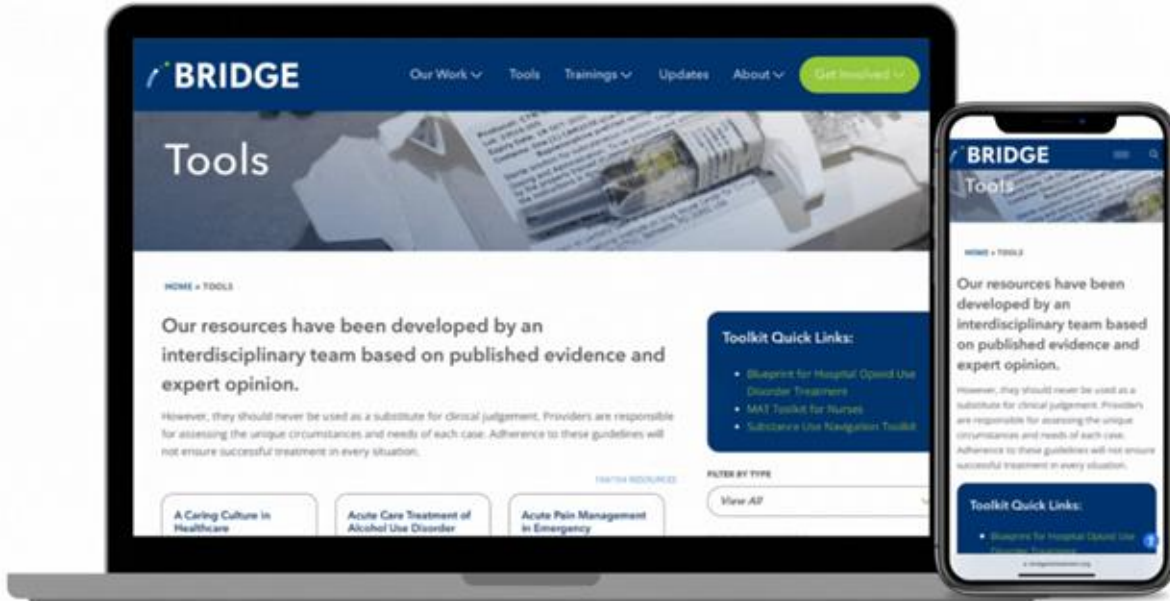 BRIDGE
Our Work Tools Trainings Updates About Get Involved
Tools
HOME » TOOLS
Our resources have been developed by an
interdisciplinary team based on published evidence and
expert opinion.
However, they should never be used as a substitute for clinical judgement. Providers are responsible
for assessing the unique circumstances and needs of each case. Adherence to these guidelines will
not ensure successful treatment in every situation.
RESOURCES
A Caring Culture in
Healthcare
Acute Care Treatment of
Alcohol Use Disorder
Acute Pain Management
in Emergency
Toolkit Quick Links:
• Blueprint for Hospital Opioid Use
Disorder Treatment
• MAT Toolkit for Nurses
• Substance Use Navigation Toolkit
FILTER BY TYPE
View All
BRIDGE
Tools
HOME » TOOLS
Our resources have been
developed by an
interdisciplinary team based
on published evidence and
expert opinion.
However, they should never be used as a
substitute for clinical judgement. Providers
are responsible for assessing the unique
circumstances and needs of each case.
Adherence to these guidelines will not ensure
successful treatment in every situation.
Toolkit Quick Links:
• Blueprint for Hospital Opioid Use
Disorder Treatment